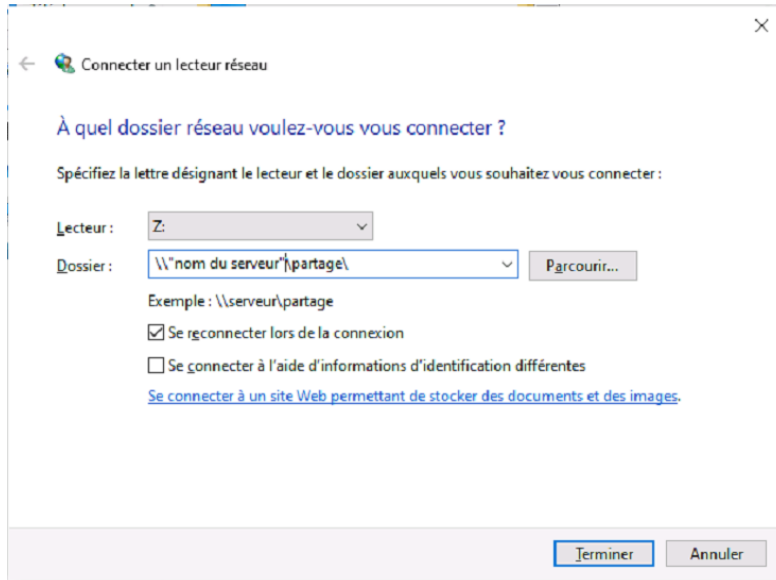 Connecter un lecteur réseau
À quel dossier réseau voulez-vous vous connecter ?
Spécifiez la lettre désignant le lecteur et le dossier auxquels vous souhaitez vous connecter :
Lecteur : Z:
Dossier : \\"nom du serveur"\partage\ Parcourir...
Exemple : \\serveur\partage
Se reconnecter lors de la connexion
Se connecter à l'aide d'informations d'identification différentes
Se connecter à un site Web permettant de stocker des documents et des images.
Terminer Annuler